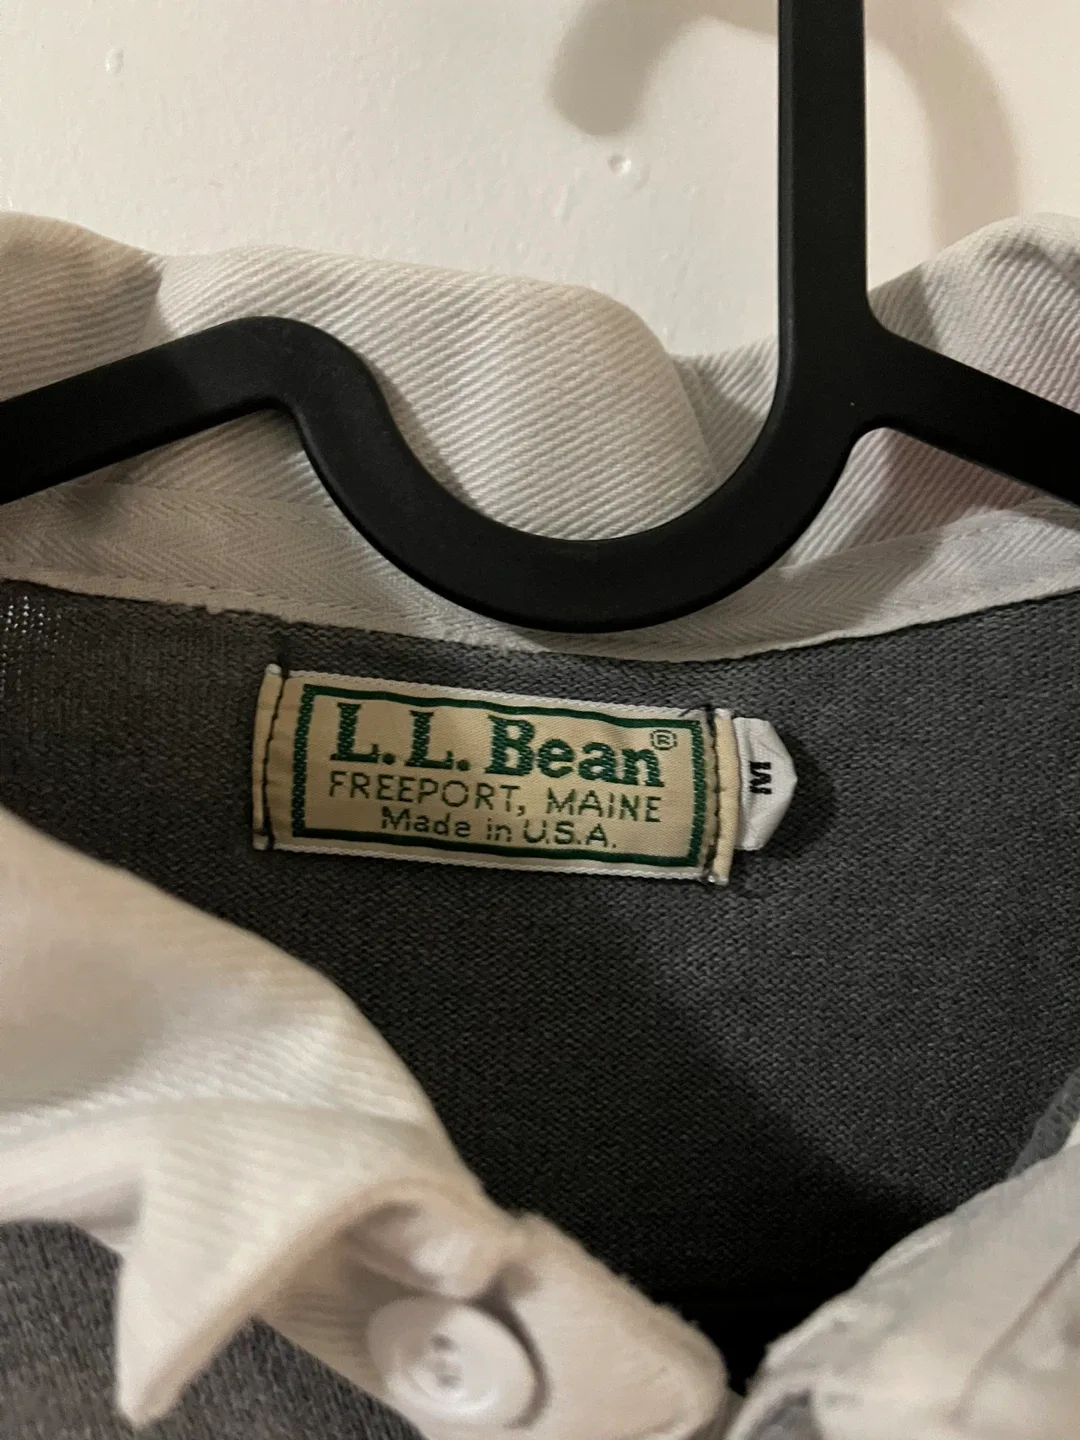 L.L. Bean®
FREEPORT, MAINE
Made in U.S.A.
M